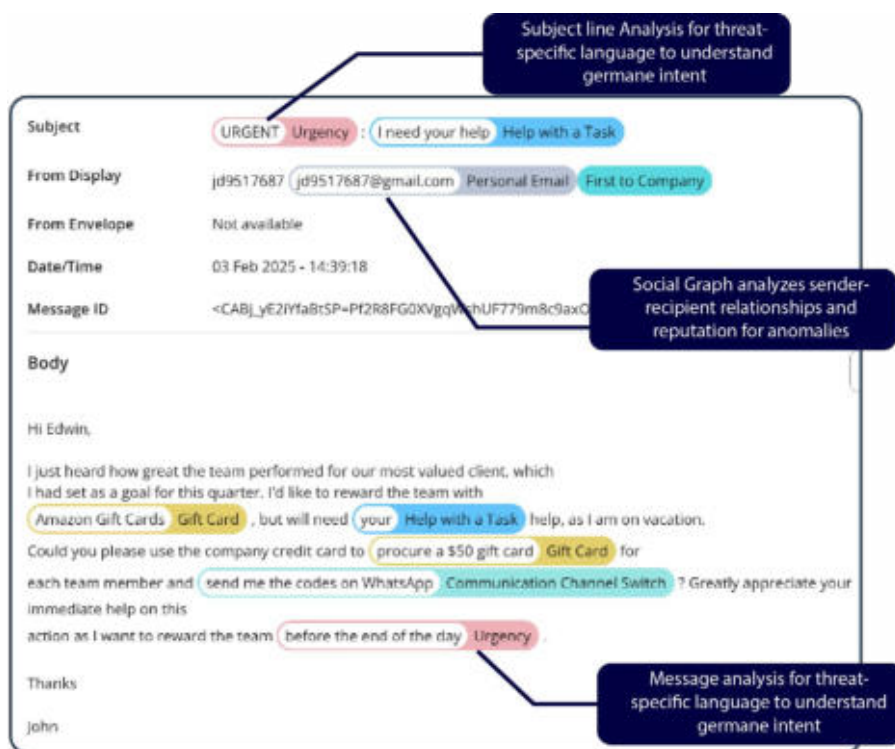 Subject line Analysis for threat-
specific language to understand
germane intent
Subject URGENT Urgency : I need your help Help with a Task
From Display jd9517687 jd9517687@gmail.com Personal Email First to Company
From Envelope Not available
Date/Time 03 Feb 2025 - 14:39:18
Social Graph analyzes sender-
recipient relationships and
reputation for anomalies
Message ID
Body
Hi Edwin,
I just heard how great the team performed for our most valued client, which
I had set as a goal for this quarter. I'd like to reward the team with
Amazon Gift Cards Gift Card , but will need your Help with a Task help, as I am on vacation.
Could you please use the company credit card to procure a $50 gift card Gift Card for
each team member and send me the codes on WhatsApp Communication Channel Switch ? Greatly appreciate your
immediate help on this
action as I want to reward the team before the end of the day Urgency .
Message analysis for threat-
specific language to understand
germane intent
Thanks
John